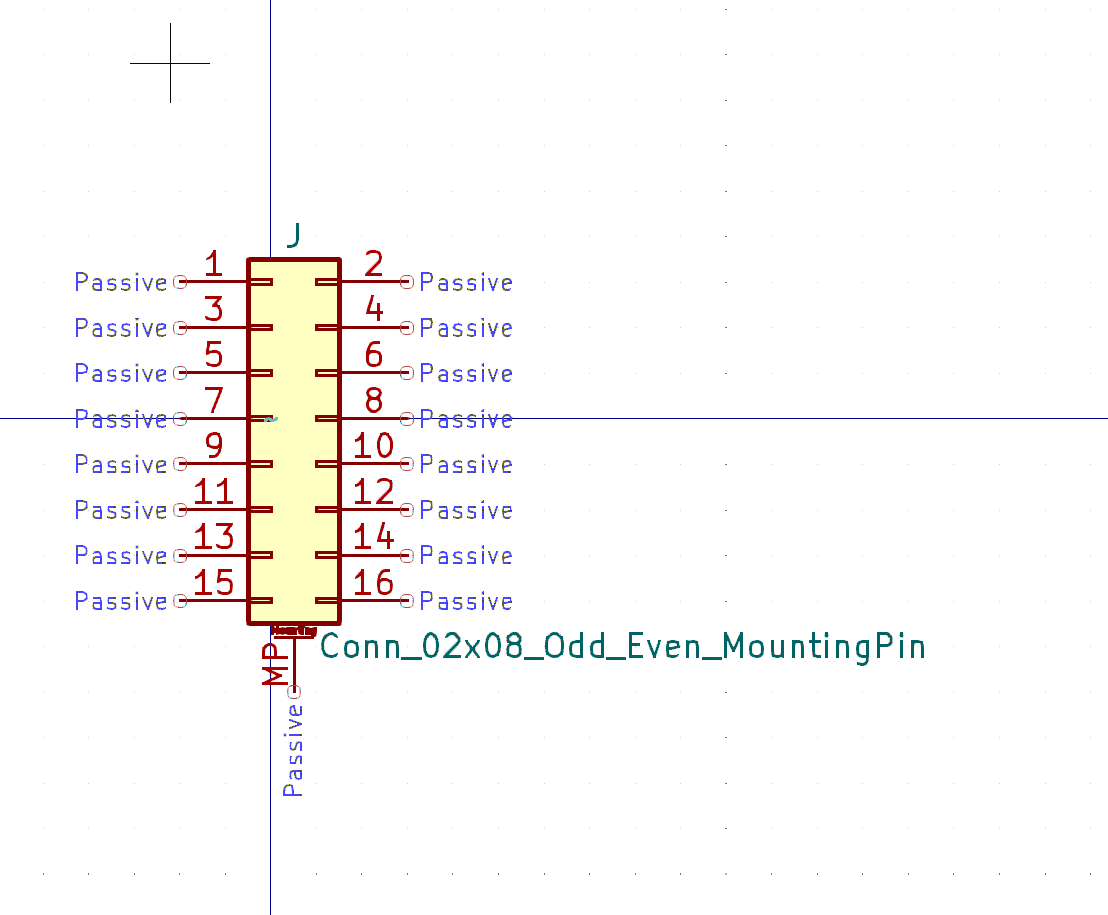 J
Passive 1 2 Passive
Passive 3 4 Passive
Passive 5 6 Passive
Passive 7 8 Passive
Passive 9 10 Passive
Passive 11 12 Passive
Passive 13 14 Passive
Passive 15 16 Passive
Mounting
MP
Conn_02x08_Odd_Even_MountingPin
Passive